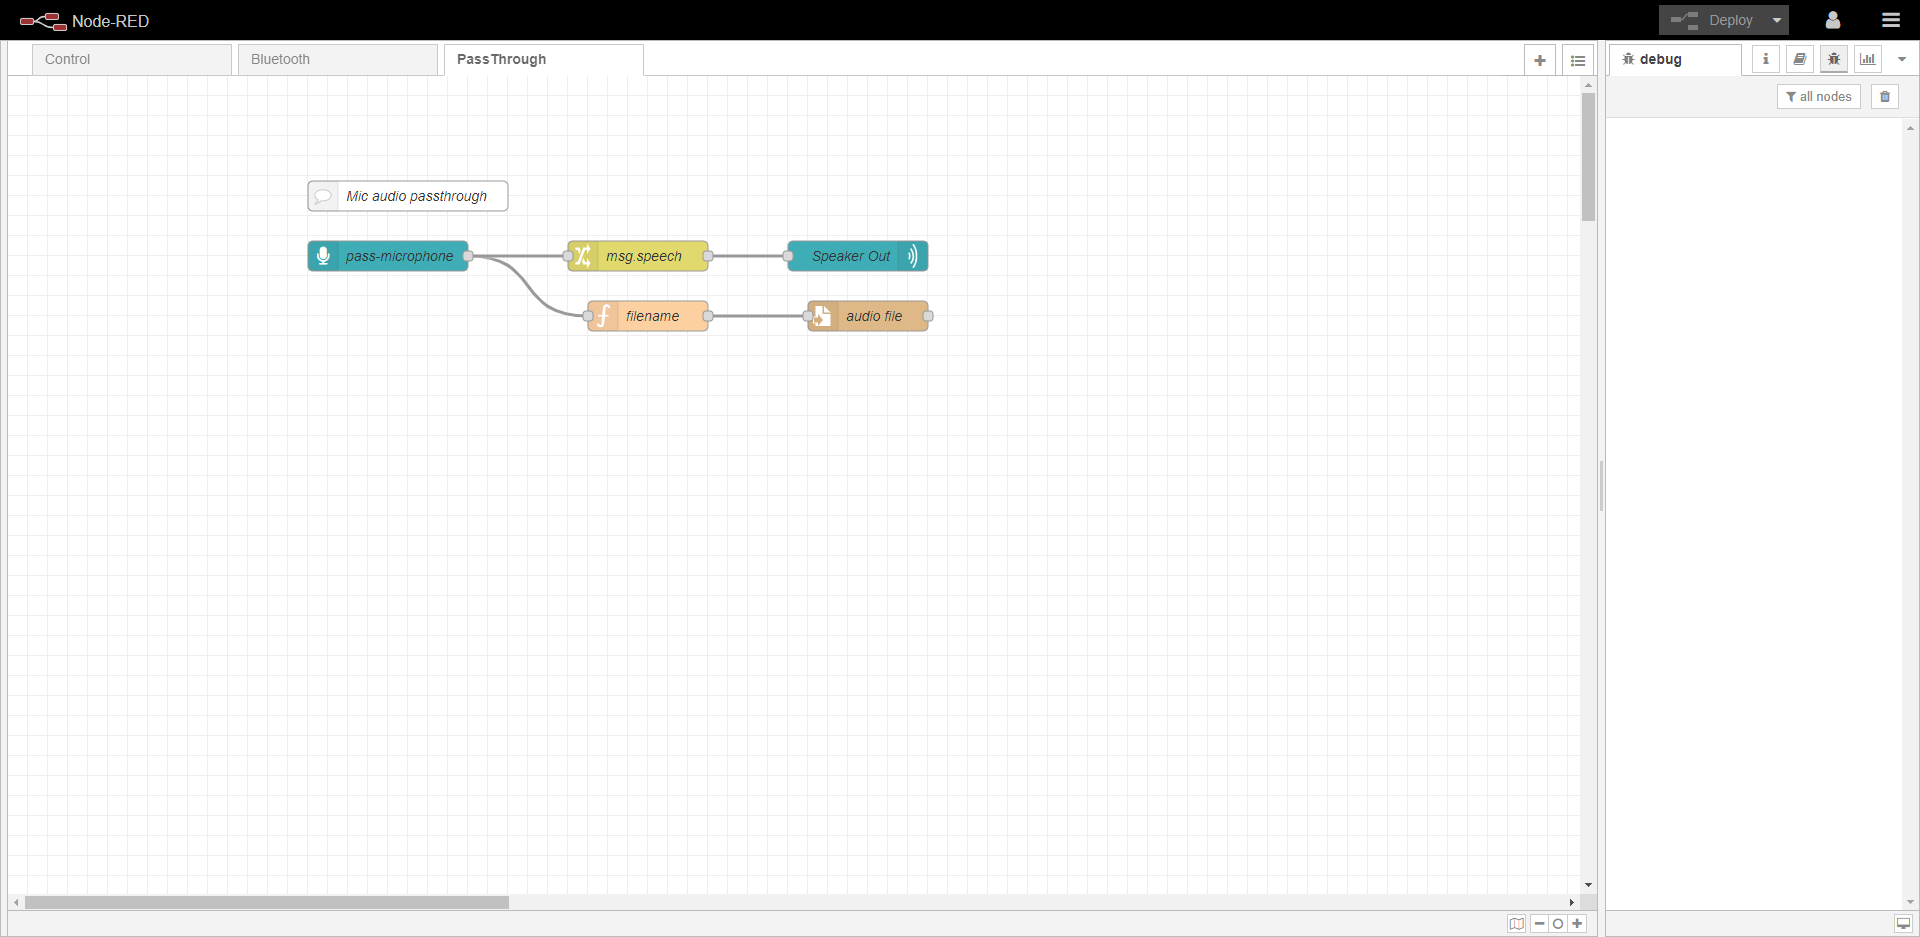 Node-RED
Deploy
Control
Bluetooth
PassThrough
debug
all nodes
Mic audio passthrough
pass-microphone
msg.speech
Speaker Out
filename
audio file